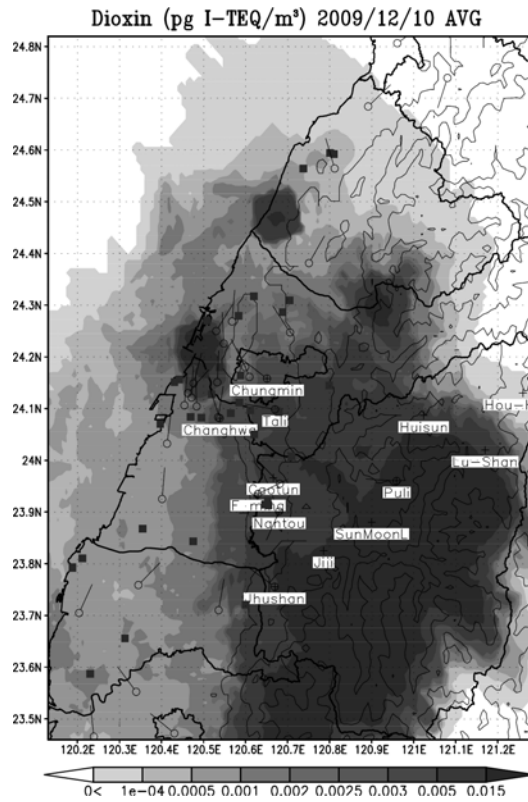 Dioxin (pg I-TEQ/m³) 2009/12/10 AVG
24.8N
24.7N
24.6N
24.5N
24.4N
24.3N
24.2N
24.1N
24N
23.9N
23.8N
23.7N
23.6N
23.5N
Chungmin
Hou-
Tali
Changhwa
Huisun
Lu-Shan
Puli
Nantou
SunMoonL
Jili
Jhushan
120.2E 120.3E 120.4E 120.5E 120.6E 120.7E 120.8E 120.9E 121E 121.1E 121.2E
0< 1e-04 0.0005 0.001 0.002 0.0025 0.003 0.005 0.015